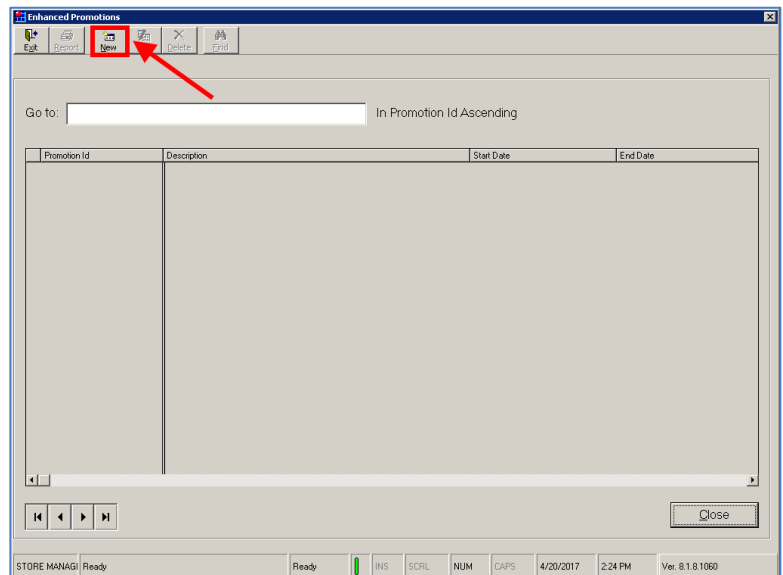 Enhanced Promotions
Exit Report New Delete Find
Go to: In Promotion Id Ascending
Promotion Id Description Start Date End Date
Close
STORE MANAGI Ready Ready INS SCRL NUM CAPS 4/20/2017 2:24 PM Ver. 8.1.8.1060